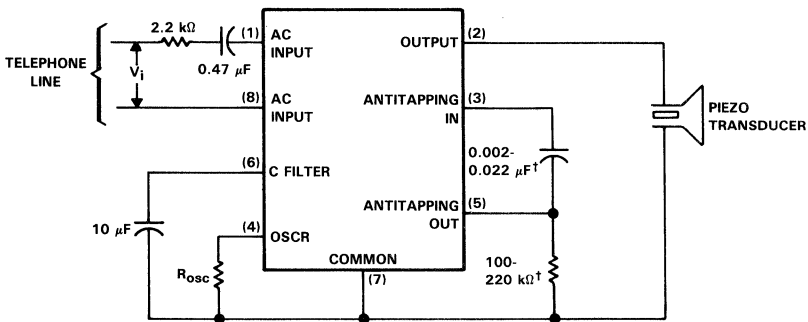 2.2 kΩ
(1)
AC
INPUT
OUTPUT
(2)
TELEPHONE
LINE
Vi
0.47 μF
(8)
AC
INPUT
ANTITAPPING
IN
(3)
PIEZO
TRANSDUCER
(6)
C FILTER
0.002-
0.022 μF†
10 μF
(4)
OSCR
ANTITAPPING
OUT
(5)
Rosc
COMMON
(7)
100-
220 kΩ†